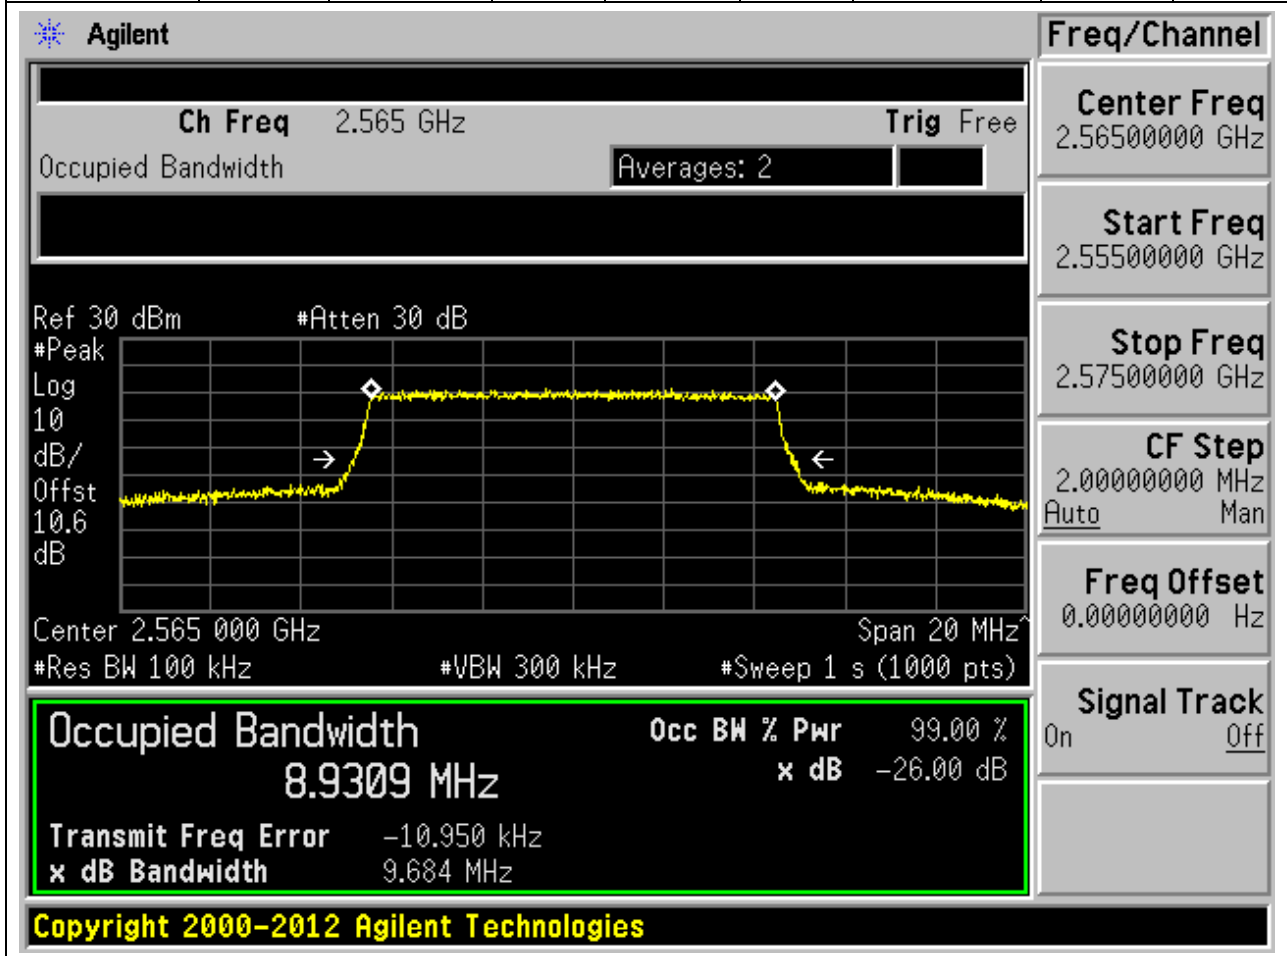 Agilent
Freq/Channel
Ch Freq 2.565 GHz Trig Free
Occupied Bandwidth Averages: 2
Ref 30 dBm #Atten 30 dB
#Peak
Log
10
dB/
Offst
10.6
dB
Center 2.565 000 GHz Span 20 MHz^
#Res BW 100 kHz #VBW 300 kHz #Sweep 1 s (1000 pts)
Occupied Bandwidth Occ BW % Pwr 99.00 %
8.9309 MHz x dB -26.00 dB
Transmit Freq Error -10.950 kHz
x dB Bandwidth 9.684 MHz
Copyright 2000-2012 Agilent Technologies
Center Freq
2.56500000 GHz
Start Freq
2.55500000 GHz
Stop Freq
2.57500000 GHz
CF Step
2.00000000 MHz
Auto Man
Freq Offset
0.00000000 Hz
Signal Track
On Off